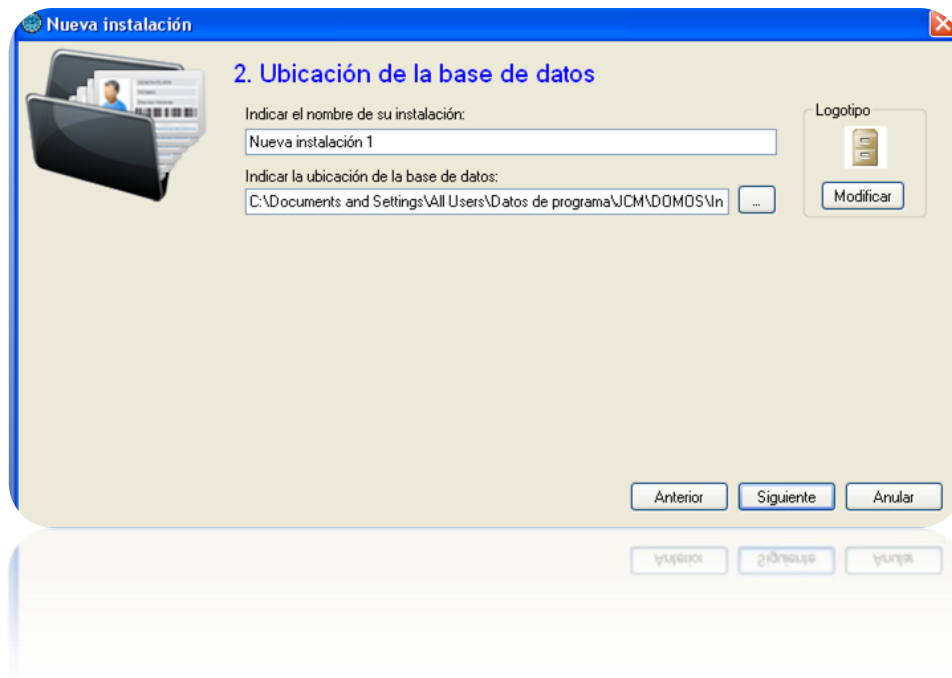 Nueva instalación
2. Ubicación de la base de datos
Indicar el nombre de su instalación:
Nueva instalación 1
Indicar la ubicación de la base de datos:
C:\Documents and Settings\All Users\Datos de programa\JCM\DOMOS\In
...
Logotipo
Modificar
Anterior
Siguiente
Anular